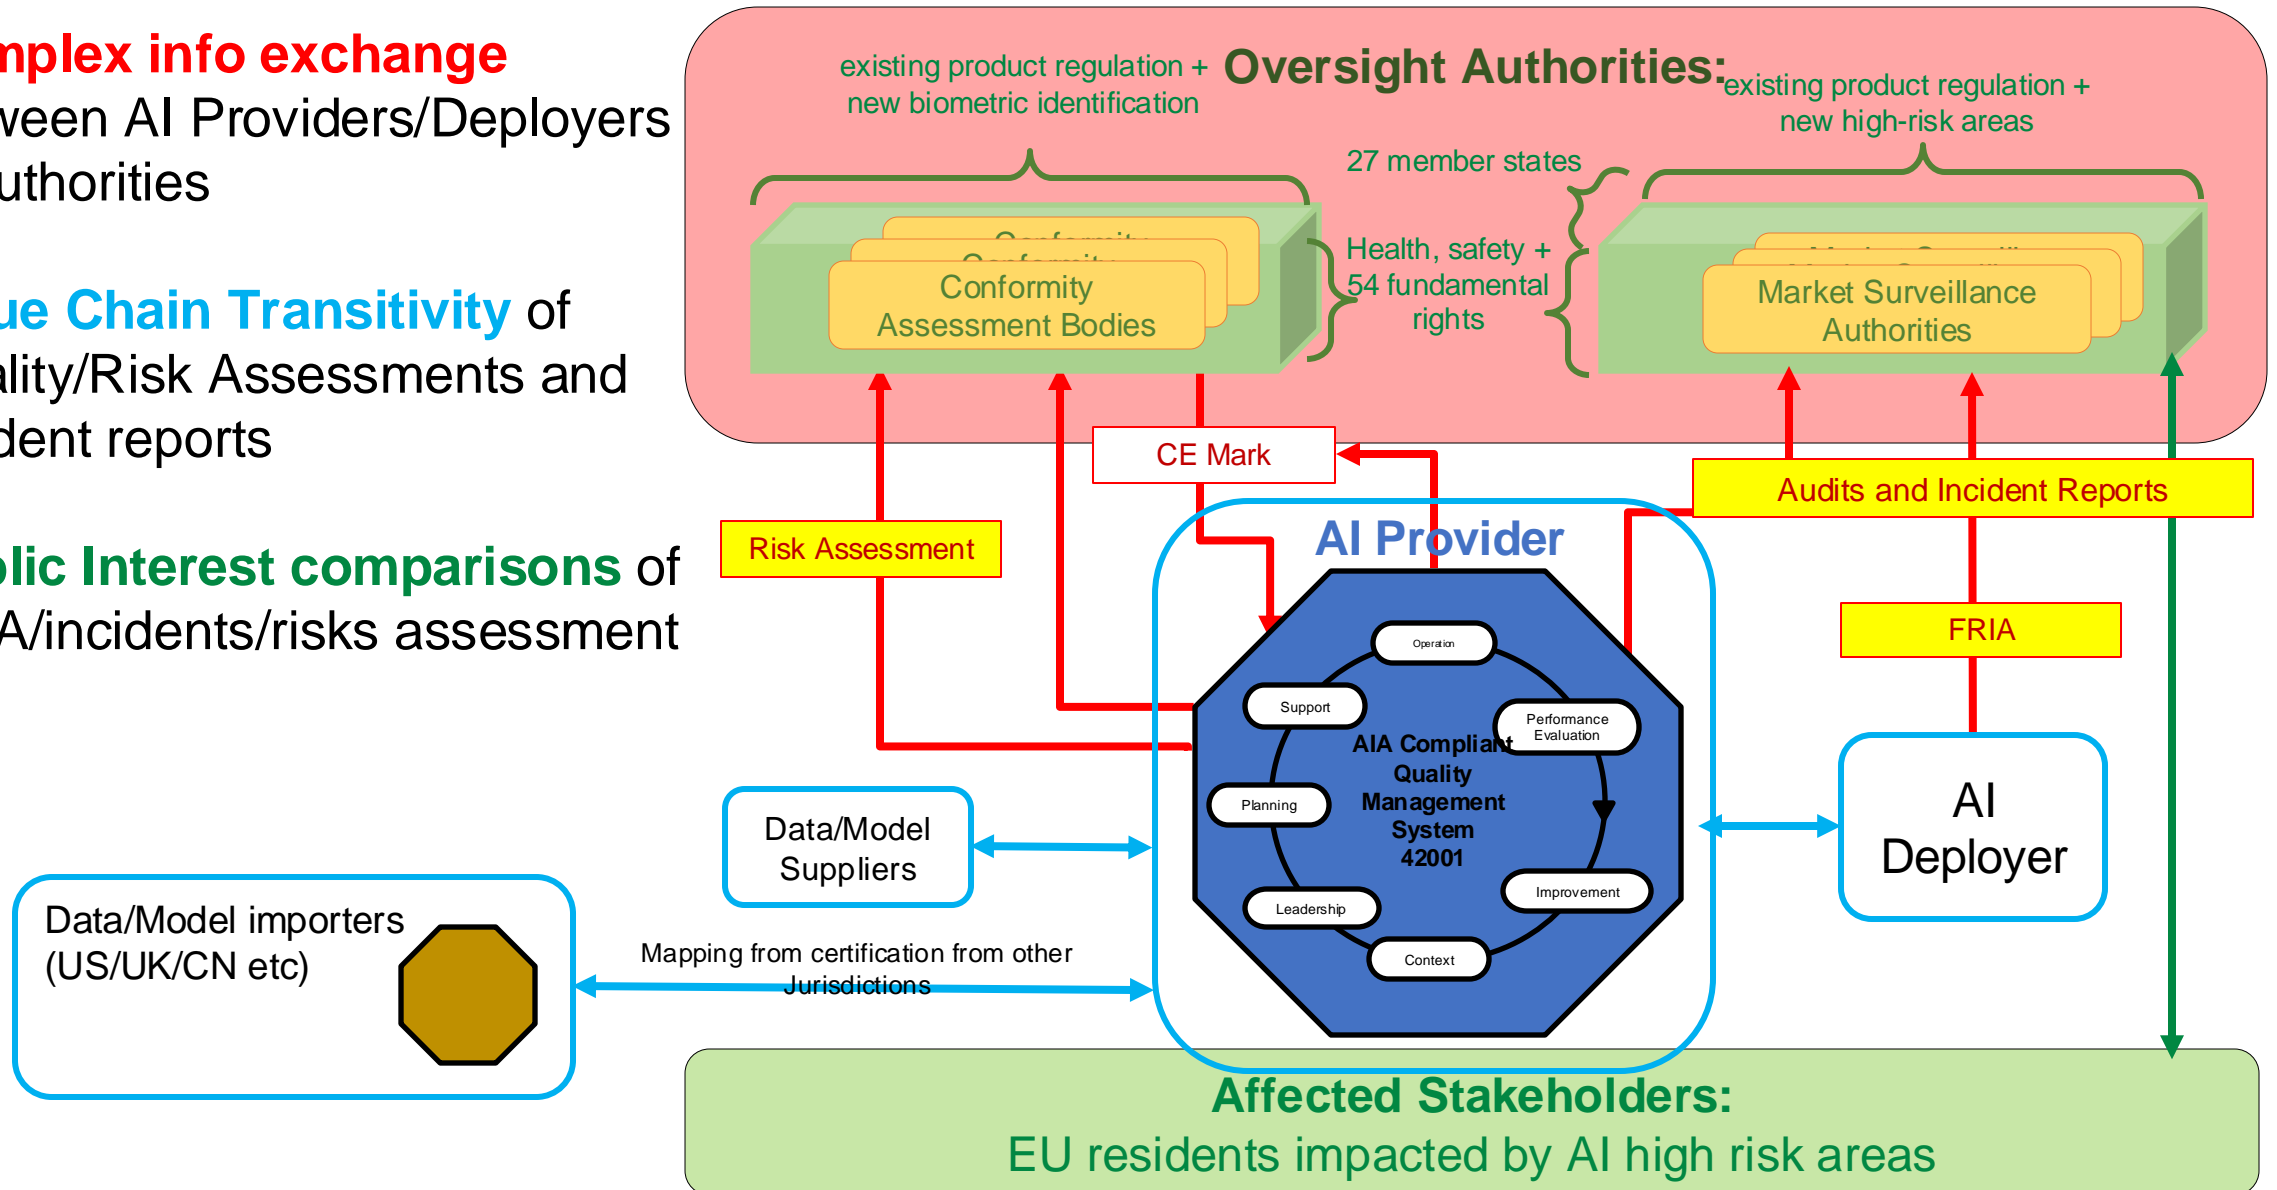 mplex info exchange
ween AI Providers/Deployers
uthorities
ue Chain Transitivity of
ality/Risk Assessments and
dent reports
lic Interest comparisons of
A/incidents/risks assessment
Oversight Authorities:
existing product regulation +
new biometric identification
existing product regulation +
new high-risk areas
27 member states
Health, safety +
54 fundamental
rights
Conformity
Assessment Bodies
Market Surveillance
Authorities
CE Mark
Audits and Incident Reports
Risk Assessment
FRIA
AI Provider
Operation
Support
Performance
Evaluation
Planning
AIA Compliant
Quality
Management
System
42001
Improvement
Leadership
Context
Data/Model
Suppliers
AI
Deployer
Data/Model importers
(US/UK/CN etc)
Mapping from certification from other
Jurisdictions
Affected Stakeholders:
EU residents impacted by AI high risk areas